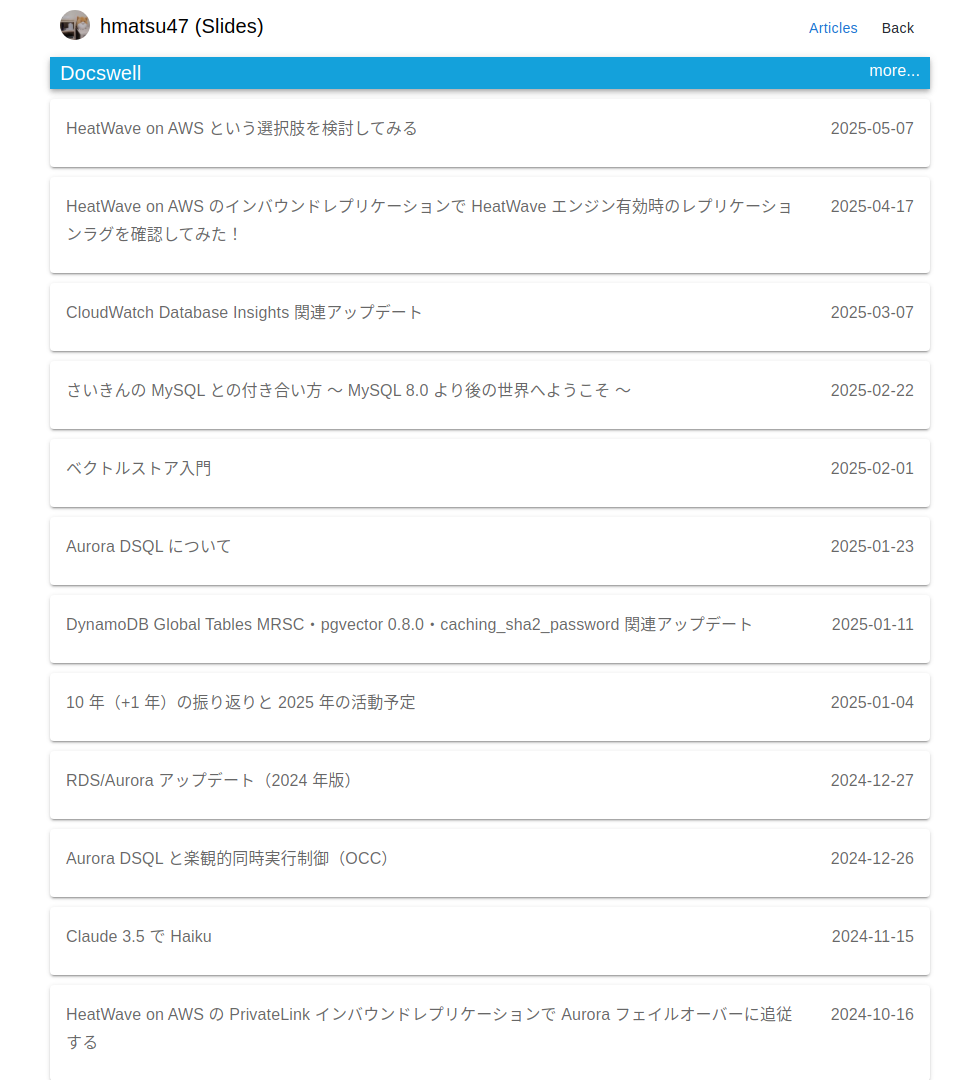 hmatsu47 (Slides)
Articles
Back
Docswell
more...
HeatWave on AWS という選択肢を検討してみる
2025-05-07
HeatWave on AWS のインバウンドレプリケーションで HeatWave エンジン有効時のレプリケーショ
ンラグを確認してみた！
2025-04-17
CloudWatch Database Insights 関連アップデート
2025-03-07
さいきんの MySQL との付き合い方 〜 MySQL 8.0 より後の世界へようこそ 〜
2025-02-22
ベクトルストア入門
2025-02-01
Aurora DSQL について
2025-01-23
DynamoDB Global Tables MRSC・pgvector 0.8.0・caching_sha2_password 関連アップデート
2025-01-11
10 年（+1 年）の振り返りと 2025 年の活動予定
2025-01-04
RDS/Aurora アップデート（2024 年版）
2024-12-27
Aurora DSQL と楽観的同時実行制御（OCC）
2024-12-26
Claude 3.5 で Haiku
2024-11-15
HeatWave on AWS の PrivateLink インバウンドレプリケーションで Aurora フェイルオーバーに追従
する
2024-10-16